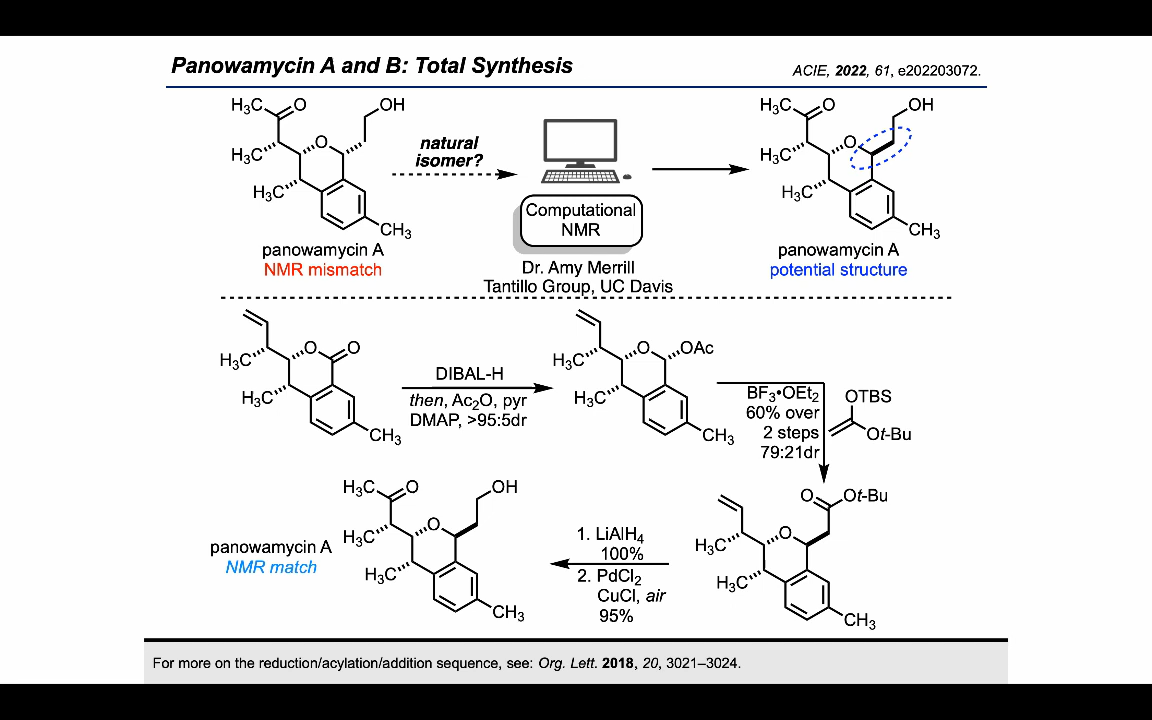 Panowamycin A and B: Total Synthesis
ACIE, 2022, 61, e202203072.
H₃C
O
OH
H₃C
O
H₃C
CH₃
panowamycin A
NMR mismatch
natural
isomer?
Computational
NMR
Dr. Amy Merrill
Tantillo Group, UC Davis
H₃C
O
OH
H₃C
O
H₃C
CH₃
panowamycin A
potential structure
H₃C
O
O
H₃C
CH₃
DIBAL-H
then, Ac₂O, pyr
DMAP, >95:5dr
H₃C
O
OAc
H₃C
CH₃
BF₃•OEt₂
60% over
2 steps
79:21dr
OTBS
Ot-Bu
O
Ot-Bu
H₃C
O
H₃C
CH₃
1. LiAlH₄
100%
2. PdCl₂
CuCl, air
95%
H₃C
O
OH
H₃C
O
H₃C
CH₃
panowamycin A
NMR match
For more on the reduction/acylation/addition sequence, see: Org. Lett. 2018, 20, 3021–3024.